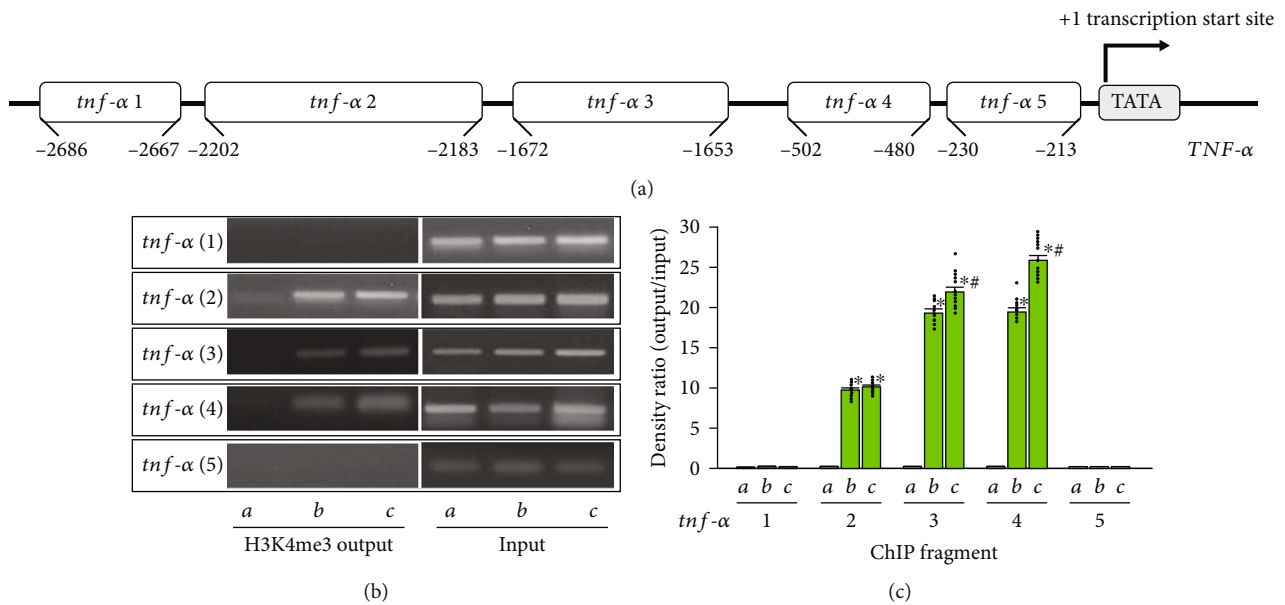 +1 transcription start site
tnf-α 1 tnf-α 2 tnf-α 3 tnf-α 4 tnf-α 5 TATA
–2686 –2667 –2202 –2183 –1672 –1653 –502 –480 –230 –213 TNF-α
(a)
tnf-α (1)
tnf-α (2)
tnf-α (3)
tnf-α (4)
tnf-α (5)
a b c a b c
H3K4me3 output Input
(b)
Density ratio (output/input)
30
25
20
15
10
5
0
* * * *# * *#
a b c a b c a b c a b c a b c
tnf-α 1 2 3 4 5
ChIP fragment
(c)